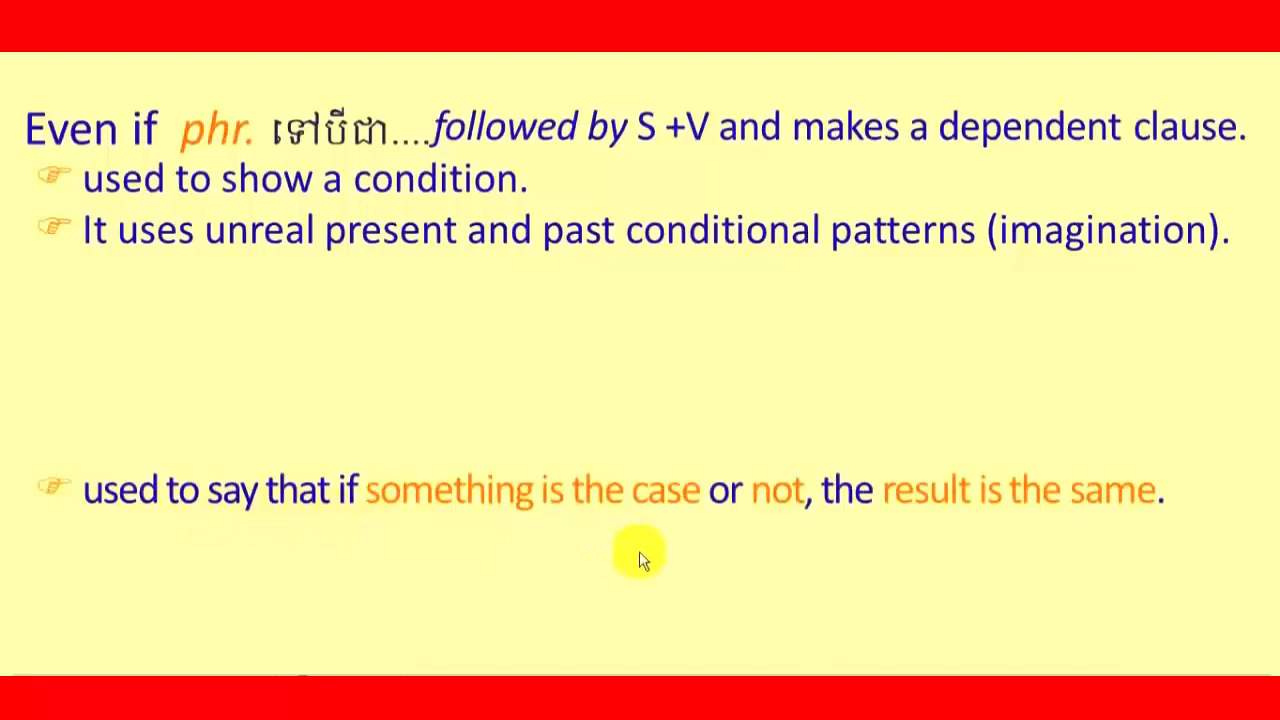 Even if phr. ទៅបីជា....followed by S +V and makes a dependent clause.
☞ used to show a condition.
☞ It uses unreal present and past conditional patterns (imagination).
☞ used to say that if something is the case or not, the result is the same.